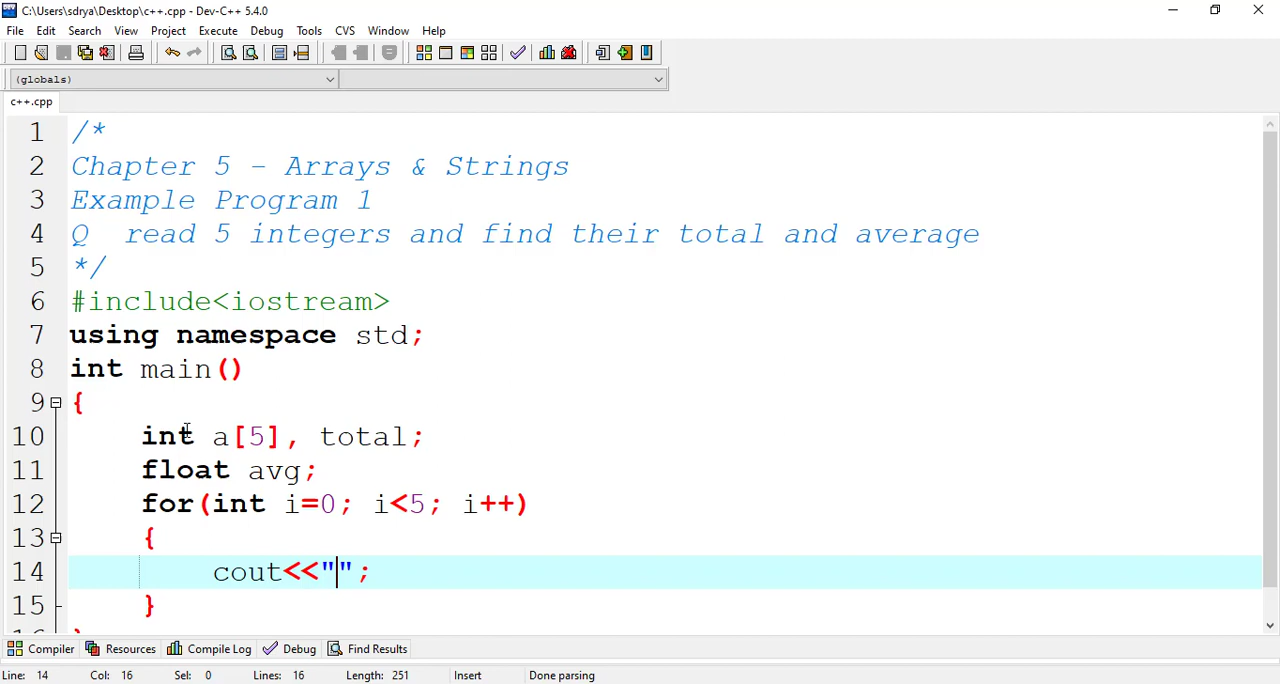 C:\Users\sdrya\Desktop\c++.cpp - Dev-C++ 5.4.0
File Edit Search View Project Execute Debug Tools CVS Window Help
(globals)
c++.cpp
1 /*
2 Chapter 5 - Arrays & Strings
3 Example Program 1
4 Q  read 5 integers and find their total and average
5 */
6 #include<iostream>
7 using namespace std;
8 int main()
9 {
10     int a[5], total;
11     float avg;
12     for(int i=0; i<5; i++)
13     {
14         cout<<"";
15     }
16 }
Compiler Resources Compile Log Debug Find Results
Line: 14 Col: 16 Sel: 0 Lines: 16 Length: 251 Insert Done parsing